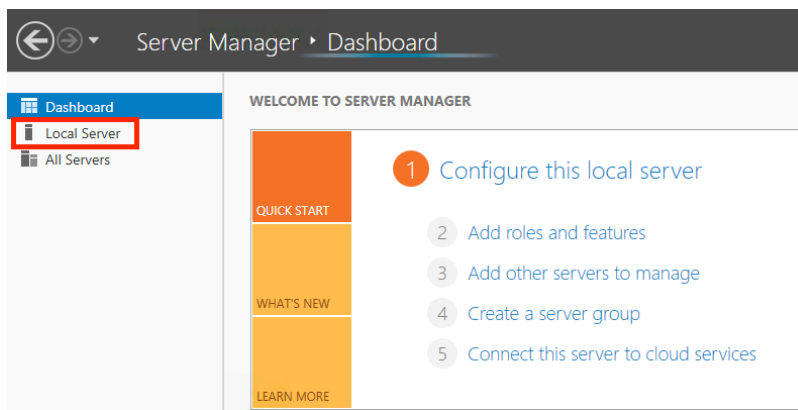 Server Manager ‣ Dashboard
Dashboard
Local Server
All Servers
WELCOME TO SERVER MANAGER
QUICK START
WHAT'S NEW
LEARN MORE
1 Configure this local server
2 Add roles and features
3 Add other servers to manage
4 Create a server group
5 Connect this server to cloud services